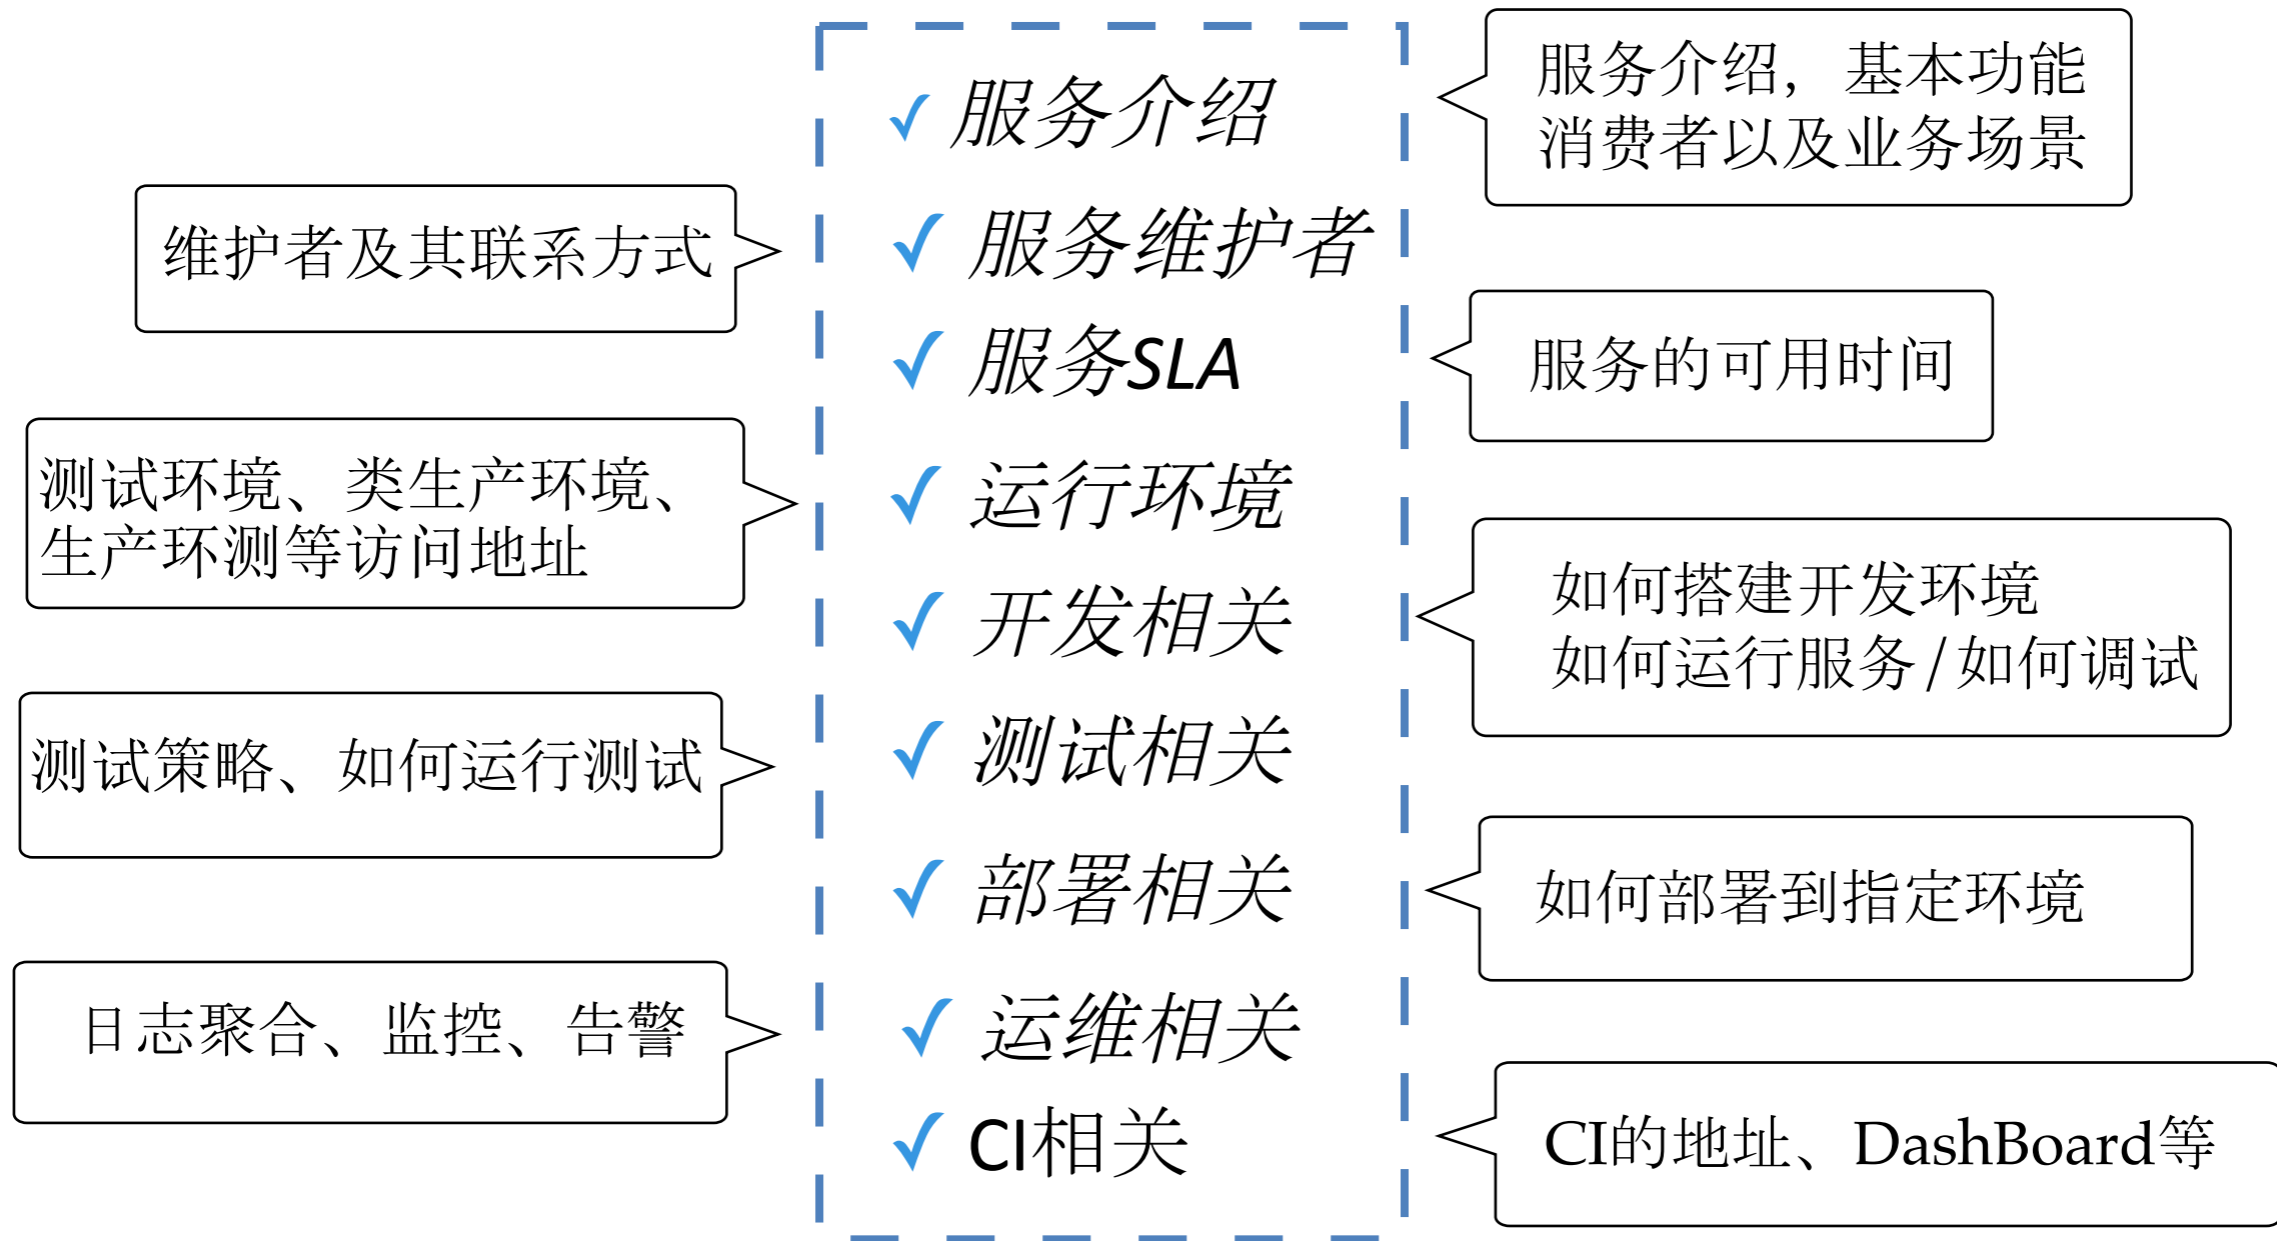 服务介绍
服务介绍，基本功能
消费者以及业务场景
服务维护者
维护者及其联系方式
服务SLA
服务的可用时间
运行环境
测试环境、类生产环境、
生产环测等访问地址
开发相关
如何搭建开发环境
如何运行服务/如何调试
测试相关
测试策略、如何运行测试
部署相关
如何部署到指定环境
运维相关
日志聚合、监控、告警
CI相关
CI的地址、DashBoard等